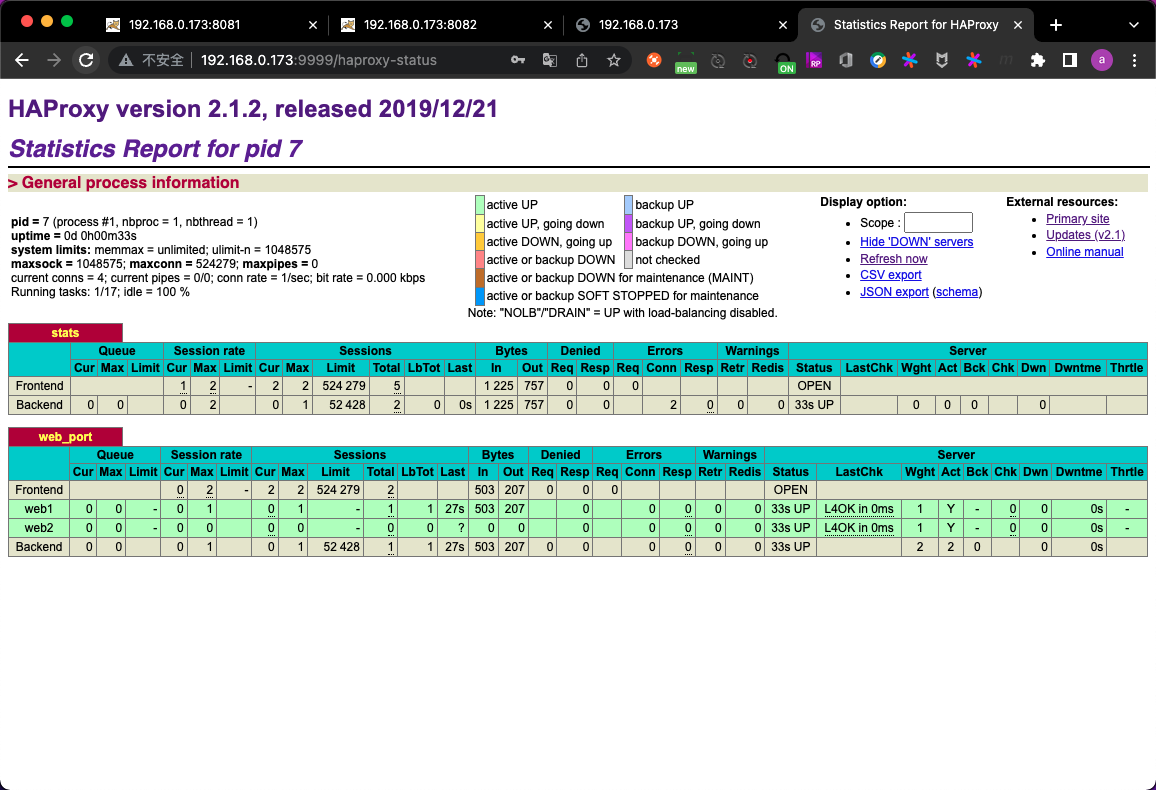 192.168.0.173:8081
192.168.0.173:8082
192.168.0.173
Statistics Report for HAProxy
不安全 192.168.0.173:9999/haproxy-status
new
ON
RP
a
HAProxy version 2.1.2, released 2019/12/21
Statistics Report for pid 7
> General process information
pid = 7 (process #1, nbproc = 1, nbthread = 1)
uptime = 0d 0h00m33s
system limits: memmax = unlimited; ulimit-n = 1048575
maxsock = 1048575; maxconn = 524279; maxpipes = 0
current conns = 4; current pipes = 0/0; conn rate = 1/sec; bit rate = 0.000 kbps
Running tasks: 1/17; idle = 100 %
active UP backup UP
active UP, going down backup UP, going down
active DOWN, going up backup DOWN, going up
active or backup DOWN not checked
active or backup DOWN for maintenance (MAINT)
active or backup SOFT STOPPED for maintenance
Note: "NOLB"/"DRAIN" = UP with load-balancing disabled.
Display option:
Scope :
Hide 'DOWN' servers
Refresh now
CSV export
JSON export (schema)
External resources:
Primary site
Updates (v2.1)
Online manual
stats
Queue Session rate Sessions Bytes Denied Errors Warnings Server
Cur Max Limit Cur Max Limit Cur Max Limit Total LbTot Last In Out Req Resp Req Conn Resp Retr Redis Status LastChk Wght Act Bck Chk Dwn Dwntme Thrtle
Frontend 1 2 - 2 2 524 279 5 1 225 757 0 0 0 OPEN
Backend 0 0 0 2 0 1 52 428 2 0 0s 1 225 757 0 0 2 0 0 0 33s UP 0 0 0 0
web_port
Queue Session rate Sessions Bytes Denied Errors Warnings Server
Cur Max Limit Cur Max Limit Cur Max Limit Total LbTot Last In Out Req Resp Req Conn Resp Retr Redis Status LastChk Wght Act Bck Chk Dwn Dwntme Thrtle
Frontend 0 2 - 2 2 524 279 2 503 207 0 0 0 OPEN
web1 0 0 - 0 1 0 1 - 1 1 27s 503 207 0 0 0 0 0 33s UP L4OK in 0ms 1 Y - 0 0 0s -
web2 0 0 - 0 0 0 0 - 0 0 ? 0 0 0 0 0 0 0 33s UP L4OK in 0ms 1 Y - 0 0 0s -
Backend 0 0 0 1 0 1 52 428 1 1 27s 503 207 0 0 0 0 0 0 33s UP 2 2 0 0 0s